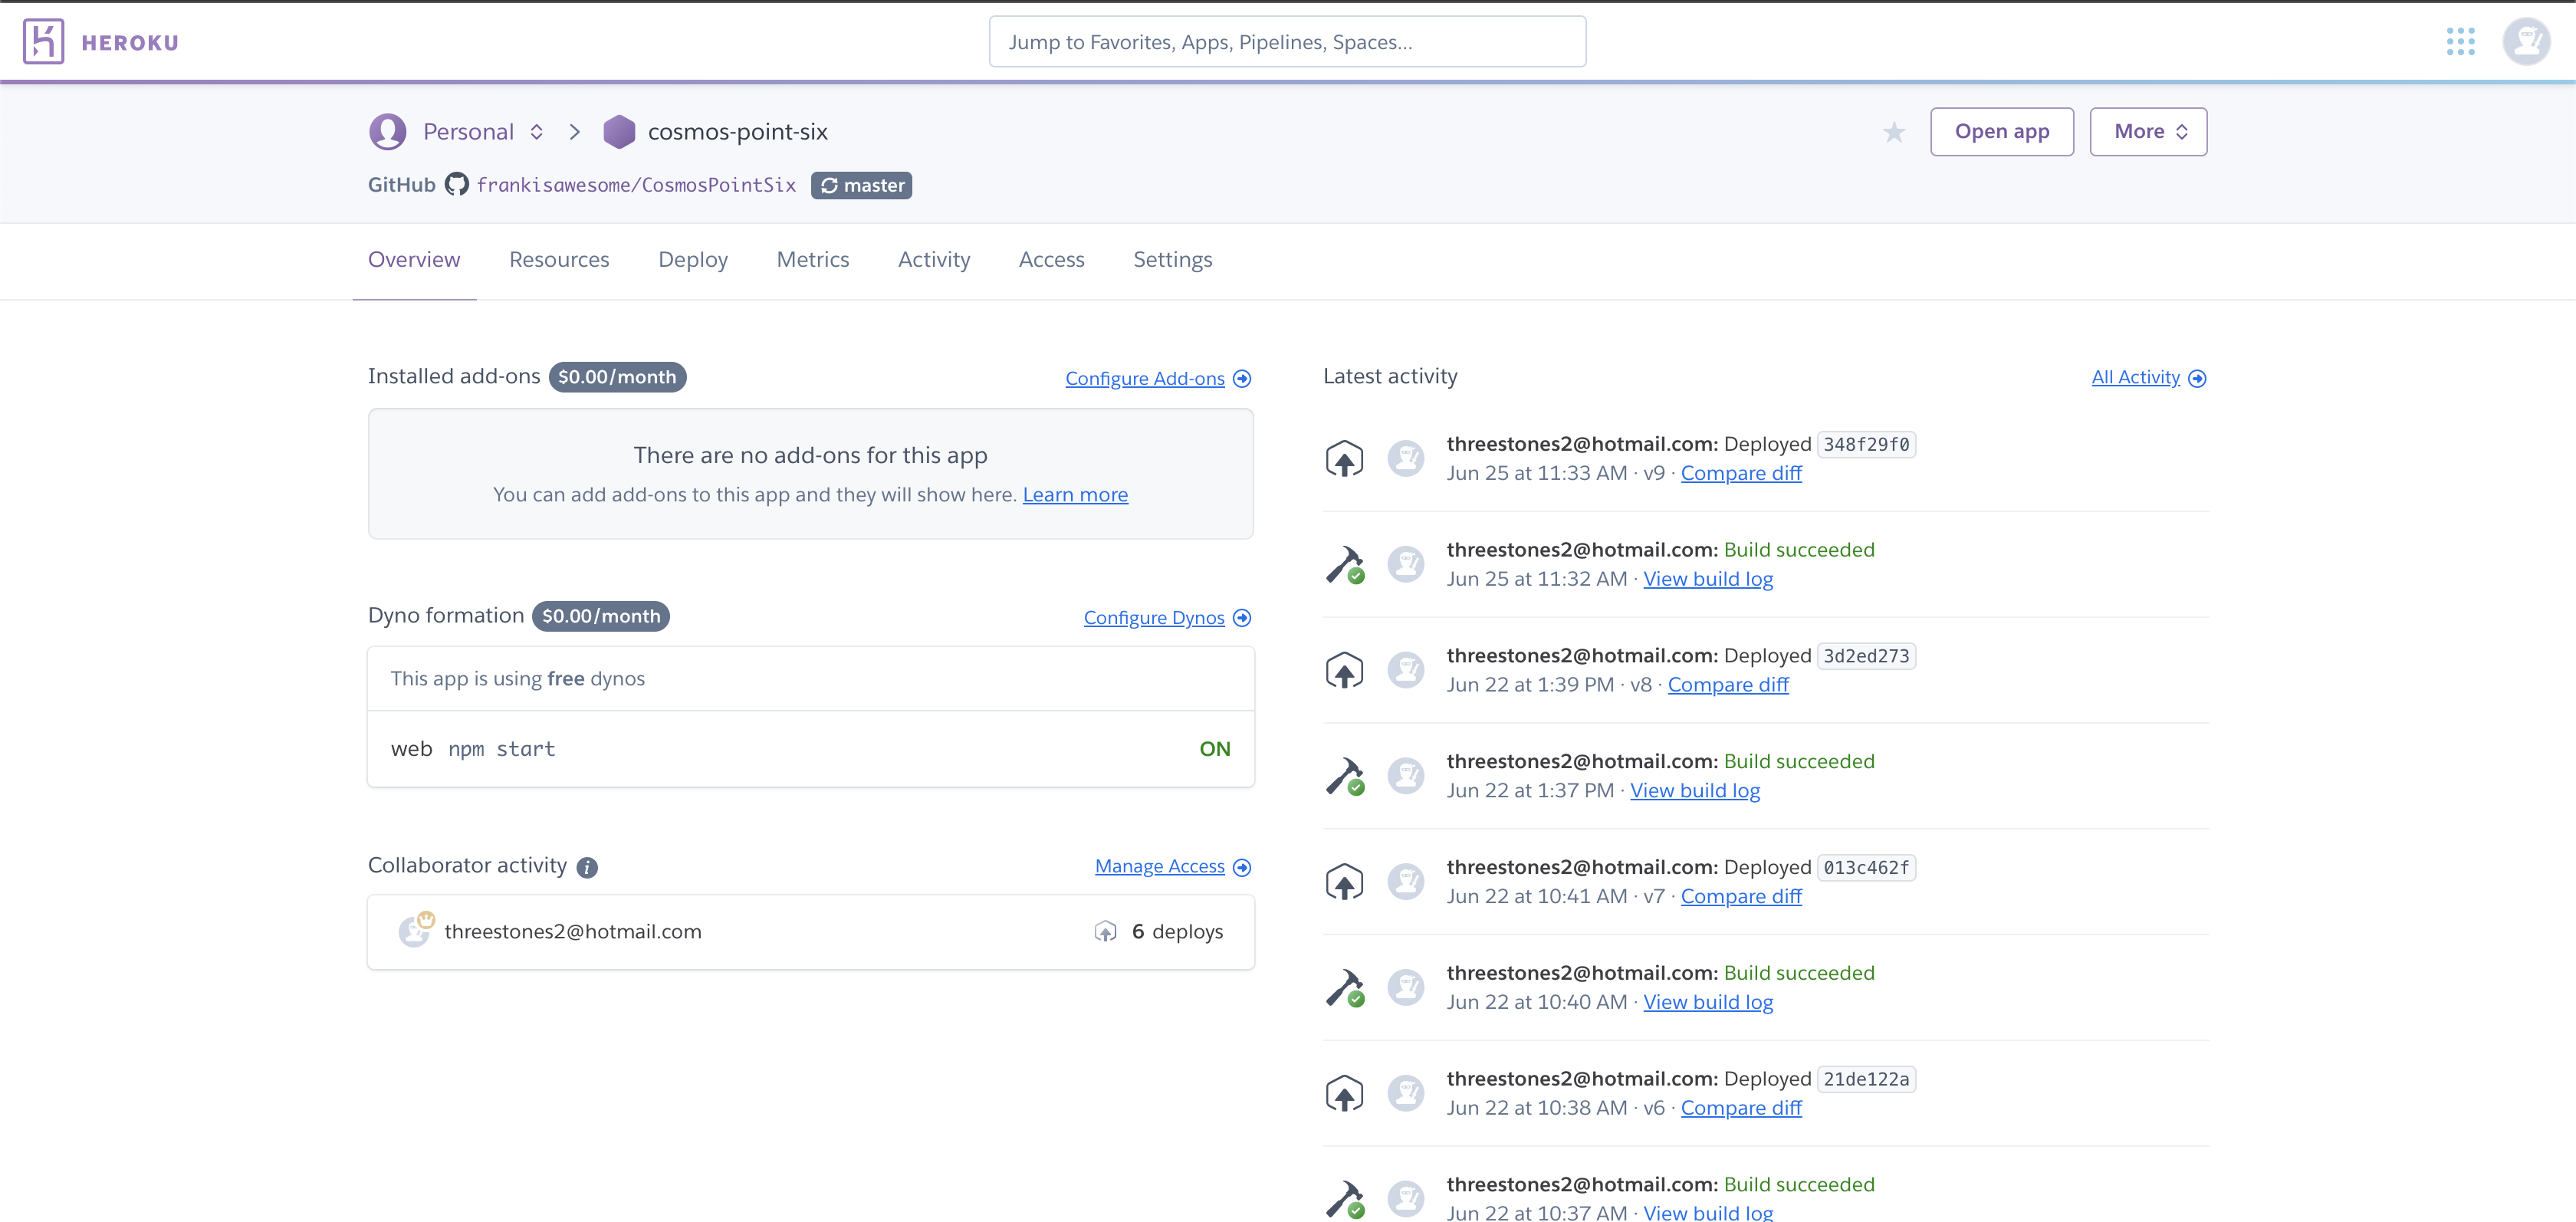 HEROKU
Jump to Favorites, Apps, Pipelines, Spaces...
Personal
cosmos-point-six
Open app
More
GitHub frankisawesome/CosmosPointSix master
Overview Resources Deploy Metrics Activity Access Settings
Installed add-ons $0.00/month
Configure Add-ons
There are no add-ons for this app
You can add add-ons to this app and they will show here. Learn more
Dyno formation $0.00/month
Configure Dynos
This app is using free dynos
web npm start ON
Collaborator activity i
Manage Access
threestones2@hotmail.com 6 deploys
Latest activity
All Activity
threestones2@hotmail.com: Deployed 348f29f0
Jun 25 at 11:33 AM · v9 · Compare diff
threestones2@hotmail.com: Build succeeded
Jun 25 at 11:32 AM · View build log
threestones2@hotmail.com: Deployed 3d2ed273
Jun 22 at 1:39 PM · v8 · Compare diff
threestones2@hotmail.com: Build succeeded
Jun 22 at 1:37 PM · View build log
threestones2@hotmail.com: Deployed 013c462f
Jun 22 at 10:41 AM · v7 · Compare diff
threestones2@hotmail.com: Build succeeded
Jun 22 at 10:40 AM · View build log
threestones2@hotmail.com: Deployed 21de122a
Jun 22 at 10:38 AM · v6 · Compare diff
threestones2@hotmail.com: Build succeeded
Jun 22 at 10:37 AM · View build log